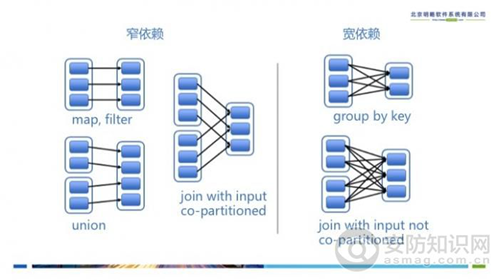 北京明略软件系统有限公司
窄依赖
宽依赖
map, filter
union
join with input
co-partitioned
group by key
join with input not
co-partitioned
安防知识网
asmag.com.cn